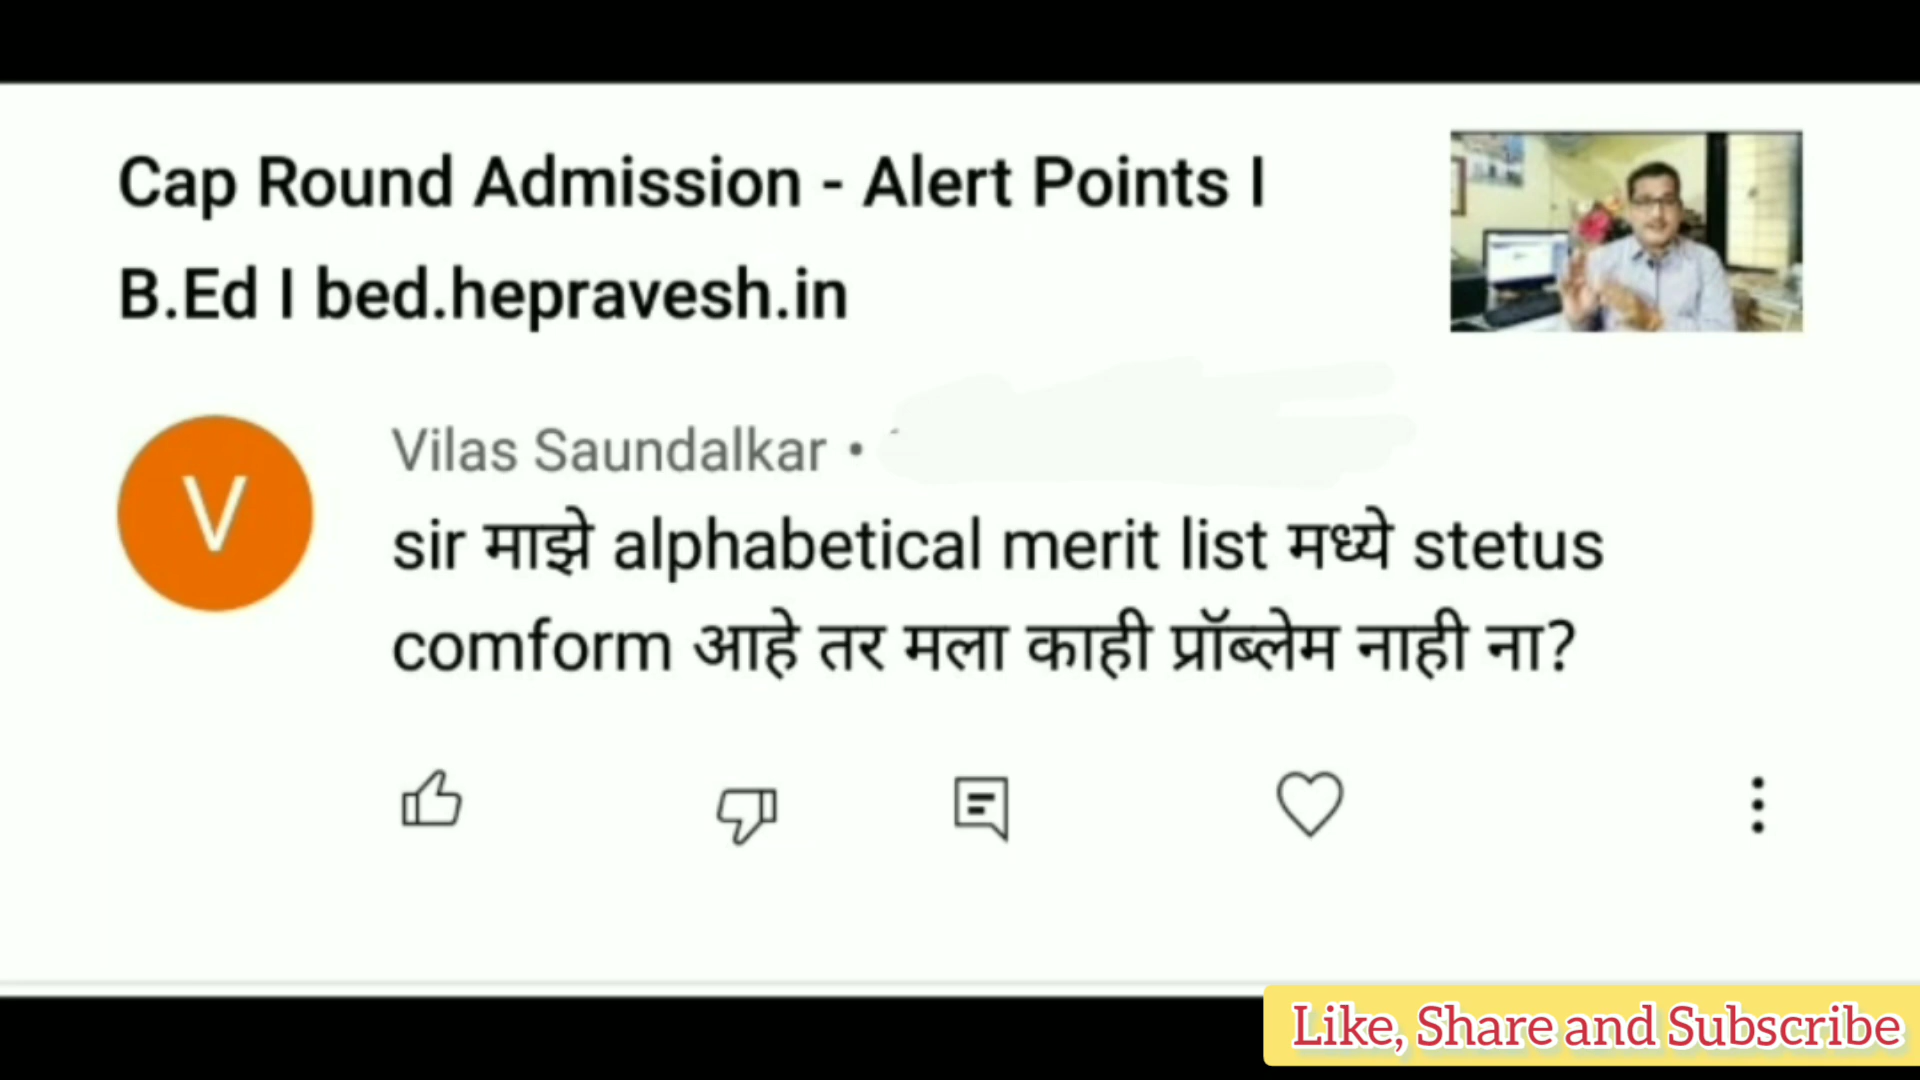 Cap Round Admission - Alert Points I
B.Ed I bed.hepravesh.in
V
Vilas Saundalkar •
sir माझे alphabetical merit list मध्ये stetus
comform आहे तर मला काही प्रॉब्लेम नाही ना?
Like, Share and Subscribe